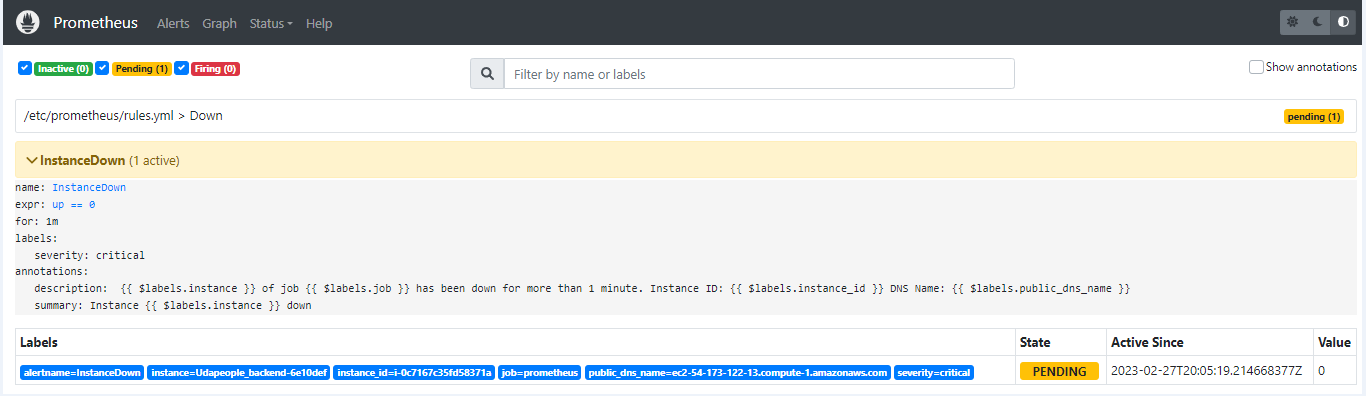 Prometheus Alerts Graph Status Help
Inactive (0) Pending (1) Firing (0) Filter by name or labels Show annotations
/etc/prometheus/rules.yml > Down pending (1)
InstanceDown (1 active)
name: InstanceDown
expr: up == 0
for: 1m
labels:
severity: critical
annotations:
description: {{ $labels.instance }} of job {{ $labels.job }} has been down for more than 1 minute. Instance ID: {{ $labels.instance_id }} DNS Name: {{ $labels.public_dns_name }}
summary: Instance {{ $labels.instance }} down
Labels State Active Since Value
alertname=InstanceDown instance=Udapeople_backend-6e10def instance_id=i-0c7167c35fd58371a job=prometheus public_dns_name=ec2-54-173-122-13.compute-1.amazonaws.com severity=critical PENDING 2023-02-27T20:05:19.214668377Z 0